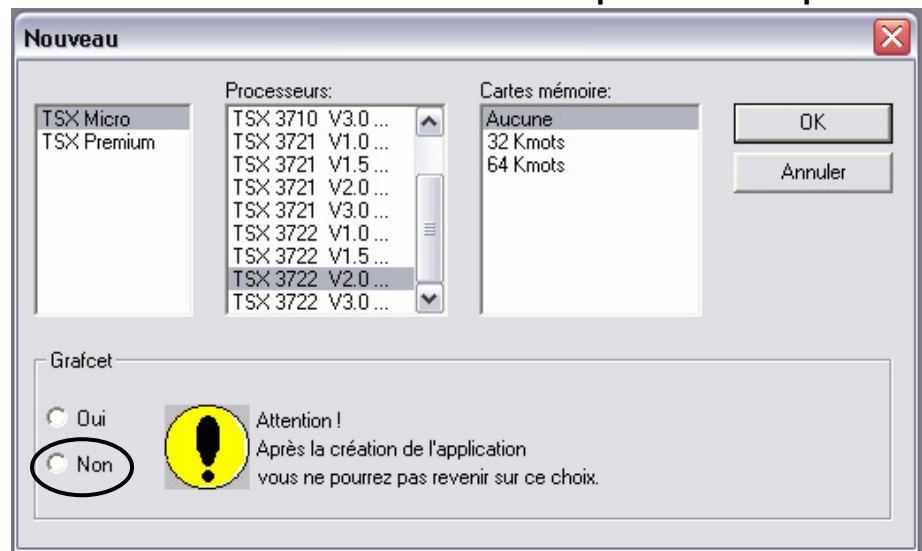 Nouveau
Processeurs:
Cartes mémoire:
TSX Micro
TSX Premium
TSX 3710 V3.0 ...
TSX 3721 V1.0 ...
TSX 3721 V1.5 ...
TSX 3721 V2.0 ...
TSX 3721 V3.0 ...
TSX 3722 V1.0 ...
TSX 3722 V1.5 ...
TSX 3722 V2.0 ...
TSX 3722 V3.0 ...
Aucune
32 Kmots
64 Kmots
OK
Annuler
Grafcet
Oui
Non
Attention !
Après la création de l'application
vous ne pourrez pas revenir sur ce choix.